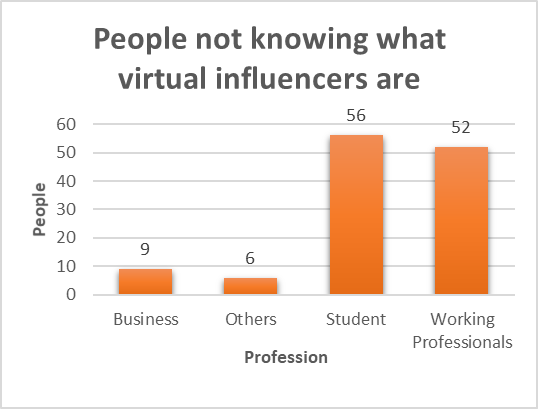 People not knowing what
virtual influencers are
People
60
50
40
30
20
10
0
9
6
56
52
Business
Others
Student
Working
Professionals
Profession